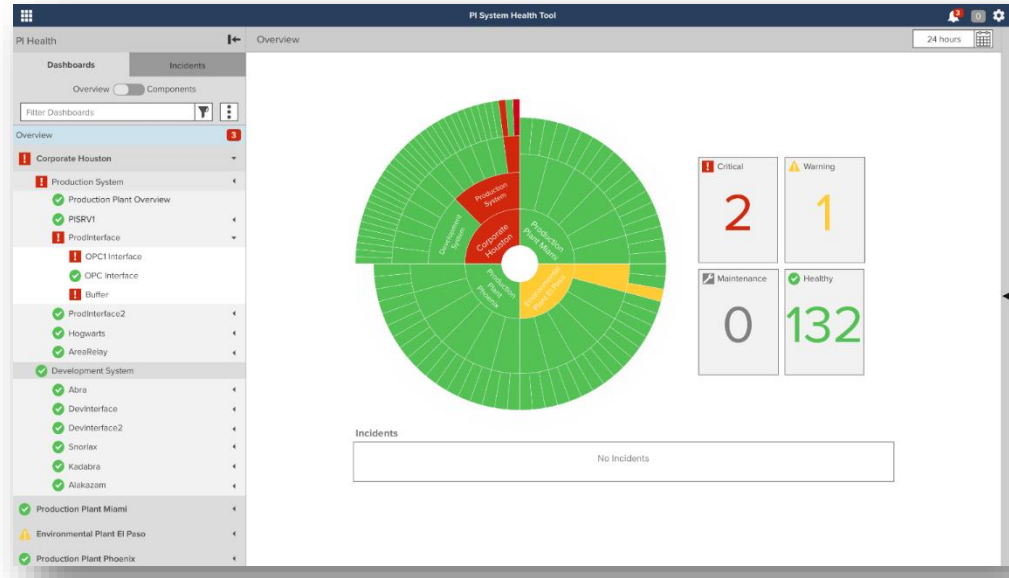 PI System Health Tool
3
0
PI Health
Overview
24 hours
Dashboards
Incidents
Overview
Components
Filter Dashboards
Overview
3
Corporate Houston
Production System
Production Plant Overview
PISRV1
ProdInterface
OPC1 Interface
OPC Interface
Buffer
ProdInterface2
Hogwarts
AreaRelay
Development System
Abra
DevInterface
DevInterface2
Snorlax
Kadabra
Alakazam
Production Plant Miami
Environmental Plant El Paso
Production Plant Phoenix
Production
System
Development
System
Corporate
Houston
Production
Plant Miami
Production
Plant
Phoenix
Environmental
Plant El Paso
Critical
2
Warning
1
Maintenance
0
Healthy
132
Incidents
No Incidents